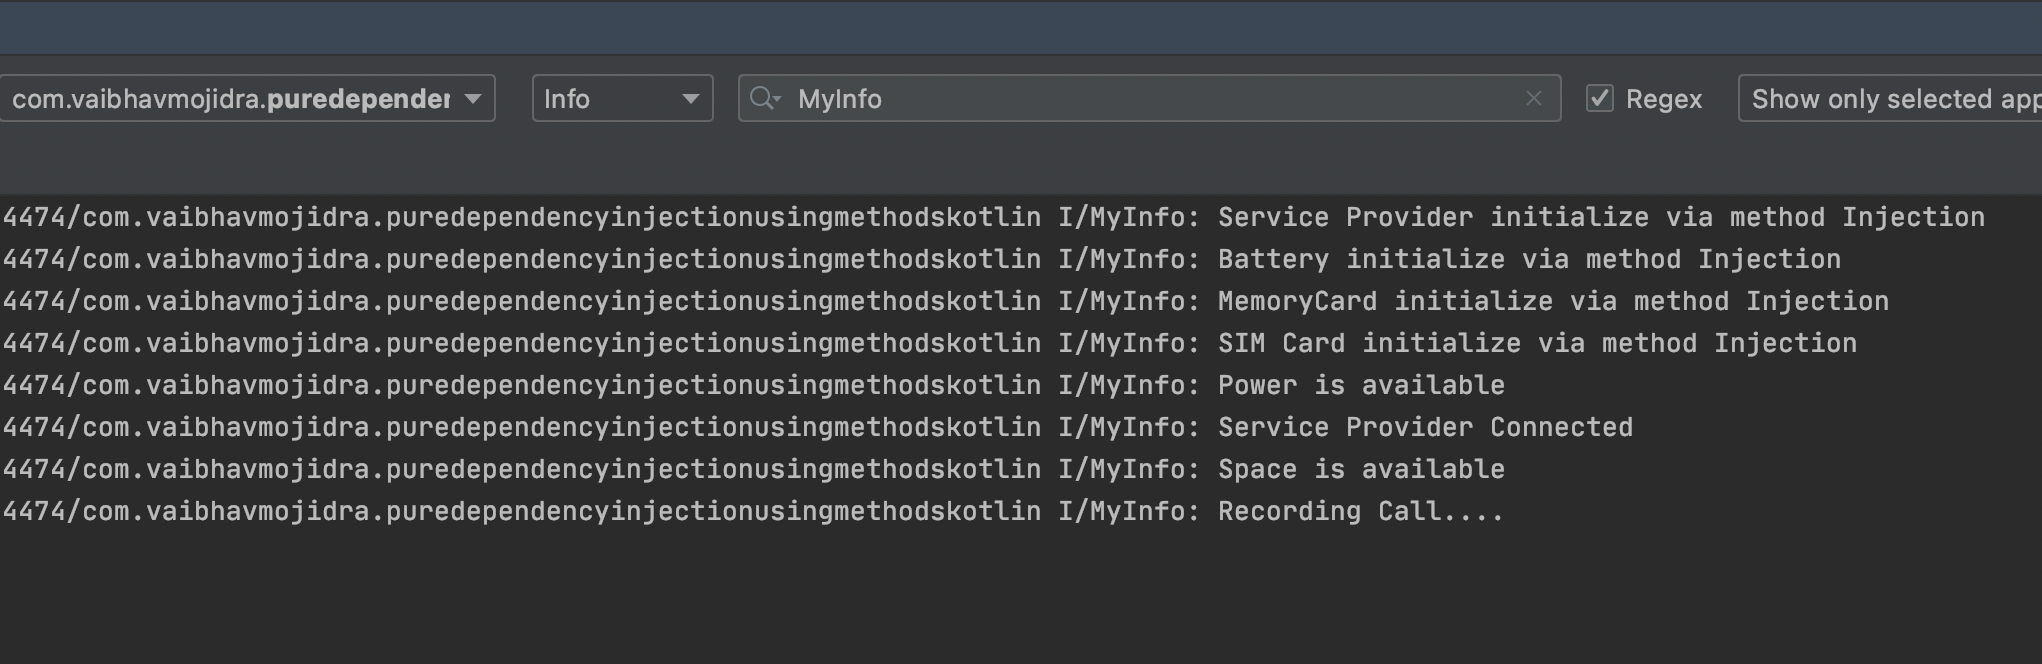 com.vaibhavmojidra.puredepender Info MyInfo Regex Show only selected app
4474/com.vaibhavmojidra.puredependencyinjectionusingmethodskotlin I/MyInfo: Service Provider initialize via method Injection
4474/com.vaibhavmojidra.puredependencyinjectionusingmethodskotlin I/MyInfo: Battery initialize via method Injection
4474/com.vaibhavmojidra.puredependencyinjectionusingmethodskotlin I/MyInfo: MemoryCard initialize via method Injection
4474/com.vaibhavmojidra.puredependencyinjectionusingmethodskotlin I/MyInfo: SIM Card initialize via method Injection
4474/com.vaibhavmojidra.puredependencyinjectionusingmethodskotlin I/MyInfo: Power is available
4474/com.vaibhavmojidra.puredependencyinjectionusingmethodskotlin I/MyInfo: Service Provider Connected
4474/com.vaibhavmojidra.puredependencyinjectionusingmethodskotlin I/MyInfo: Space is available
4474/com.vaibhavmojidra.puredependencyinjectionusingmethodskotlin I/MyInfo: Recording Call....